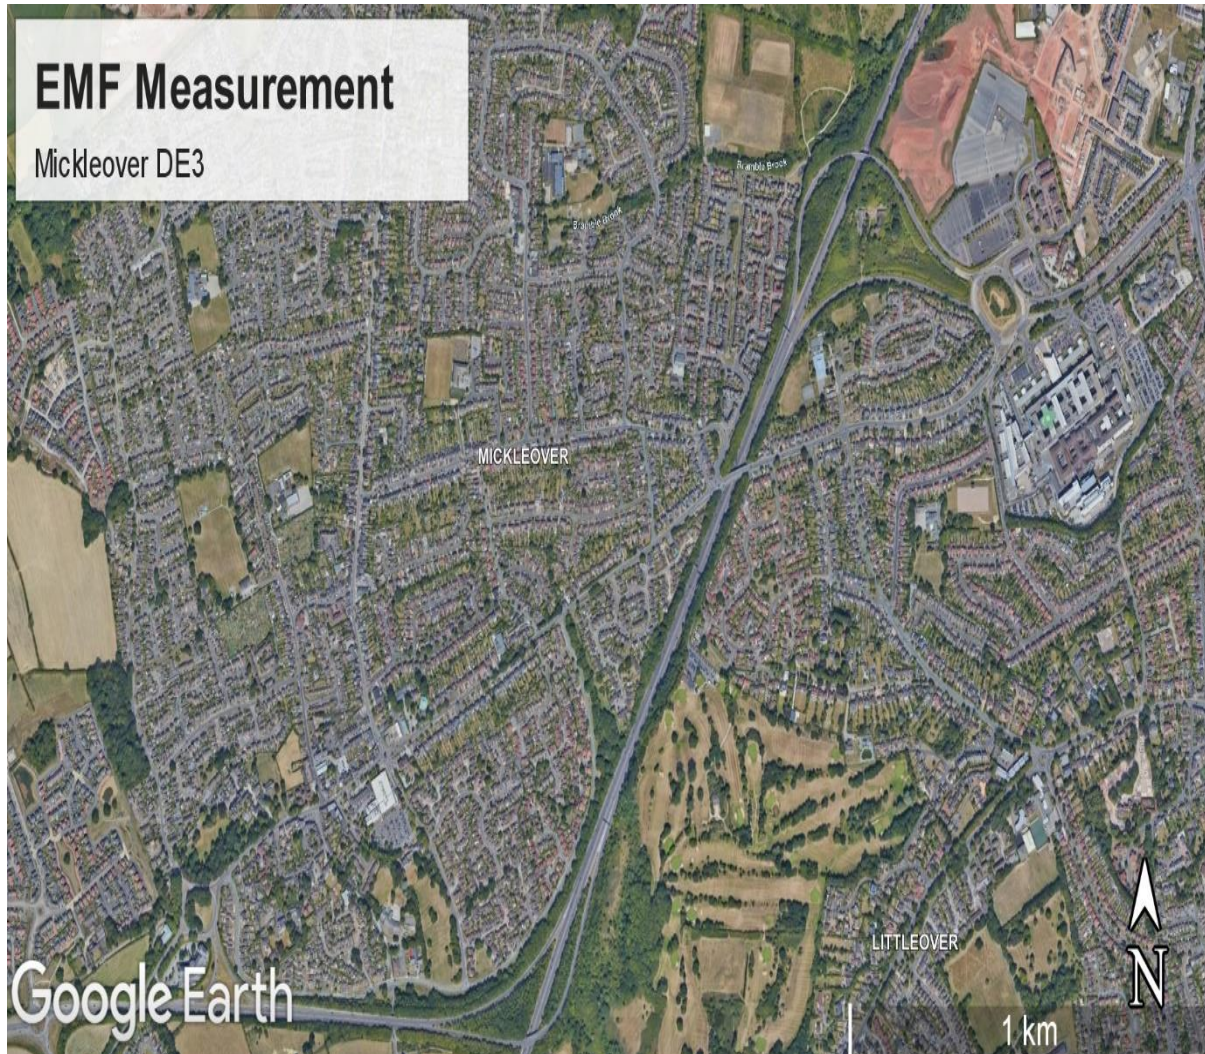 EMF Measurement
Mickleover DE3
Bramble Brook
Bramble Brook
MICKLEOVER
LITTLEOVER
N
Google Earth
1 km